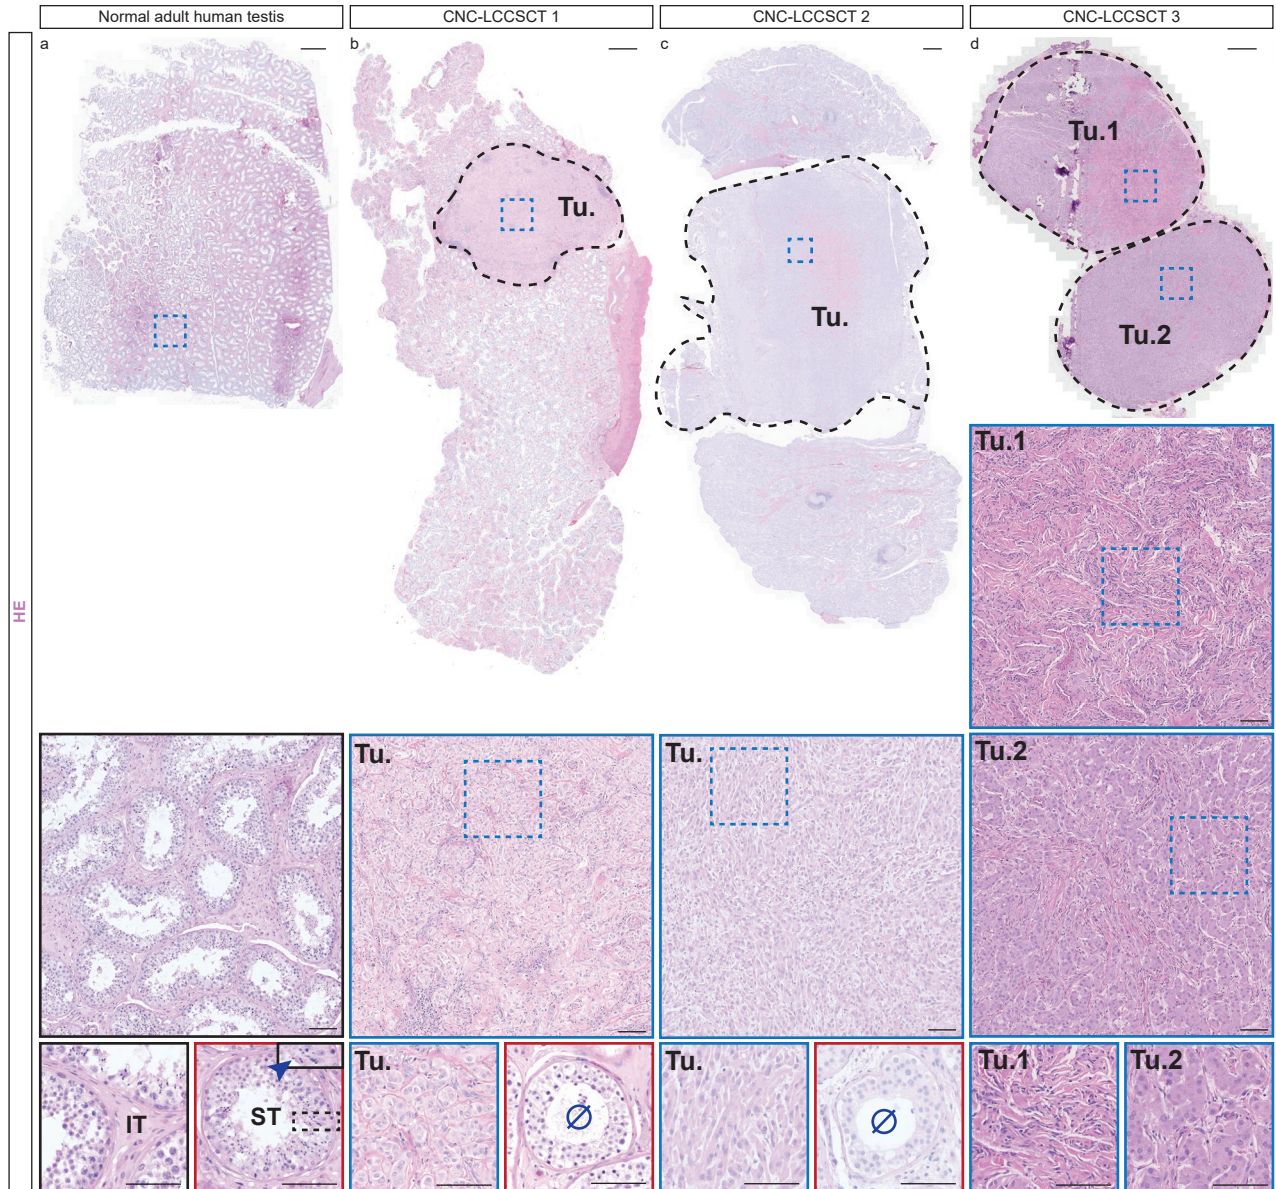 Normal adult human testis
CNC-LCCSCT 1
CNC-LCCSCT 2
CNC-LCCSCT 3
HE
a
b
c
d
Tu.
Tu.
Tu.1
Tu.2
Tu.1
Tu.
Tu.
Tu.2
IT
ST
Tu.
∅
Tu.
∅
Tu.1
Tu.2